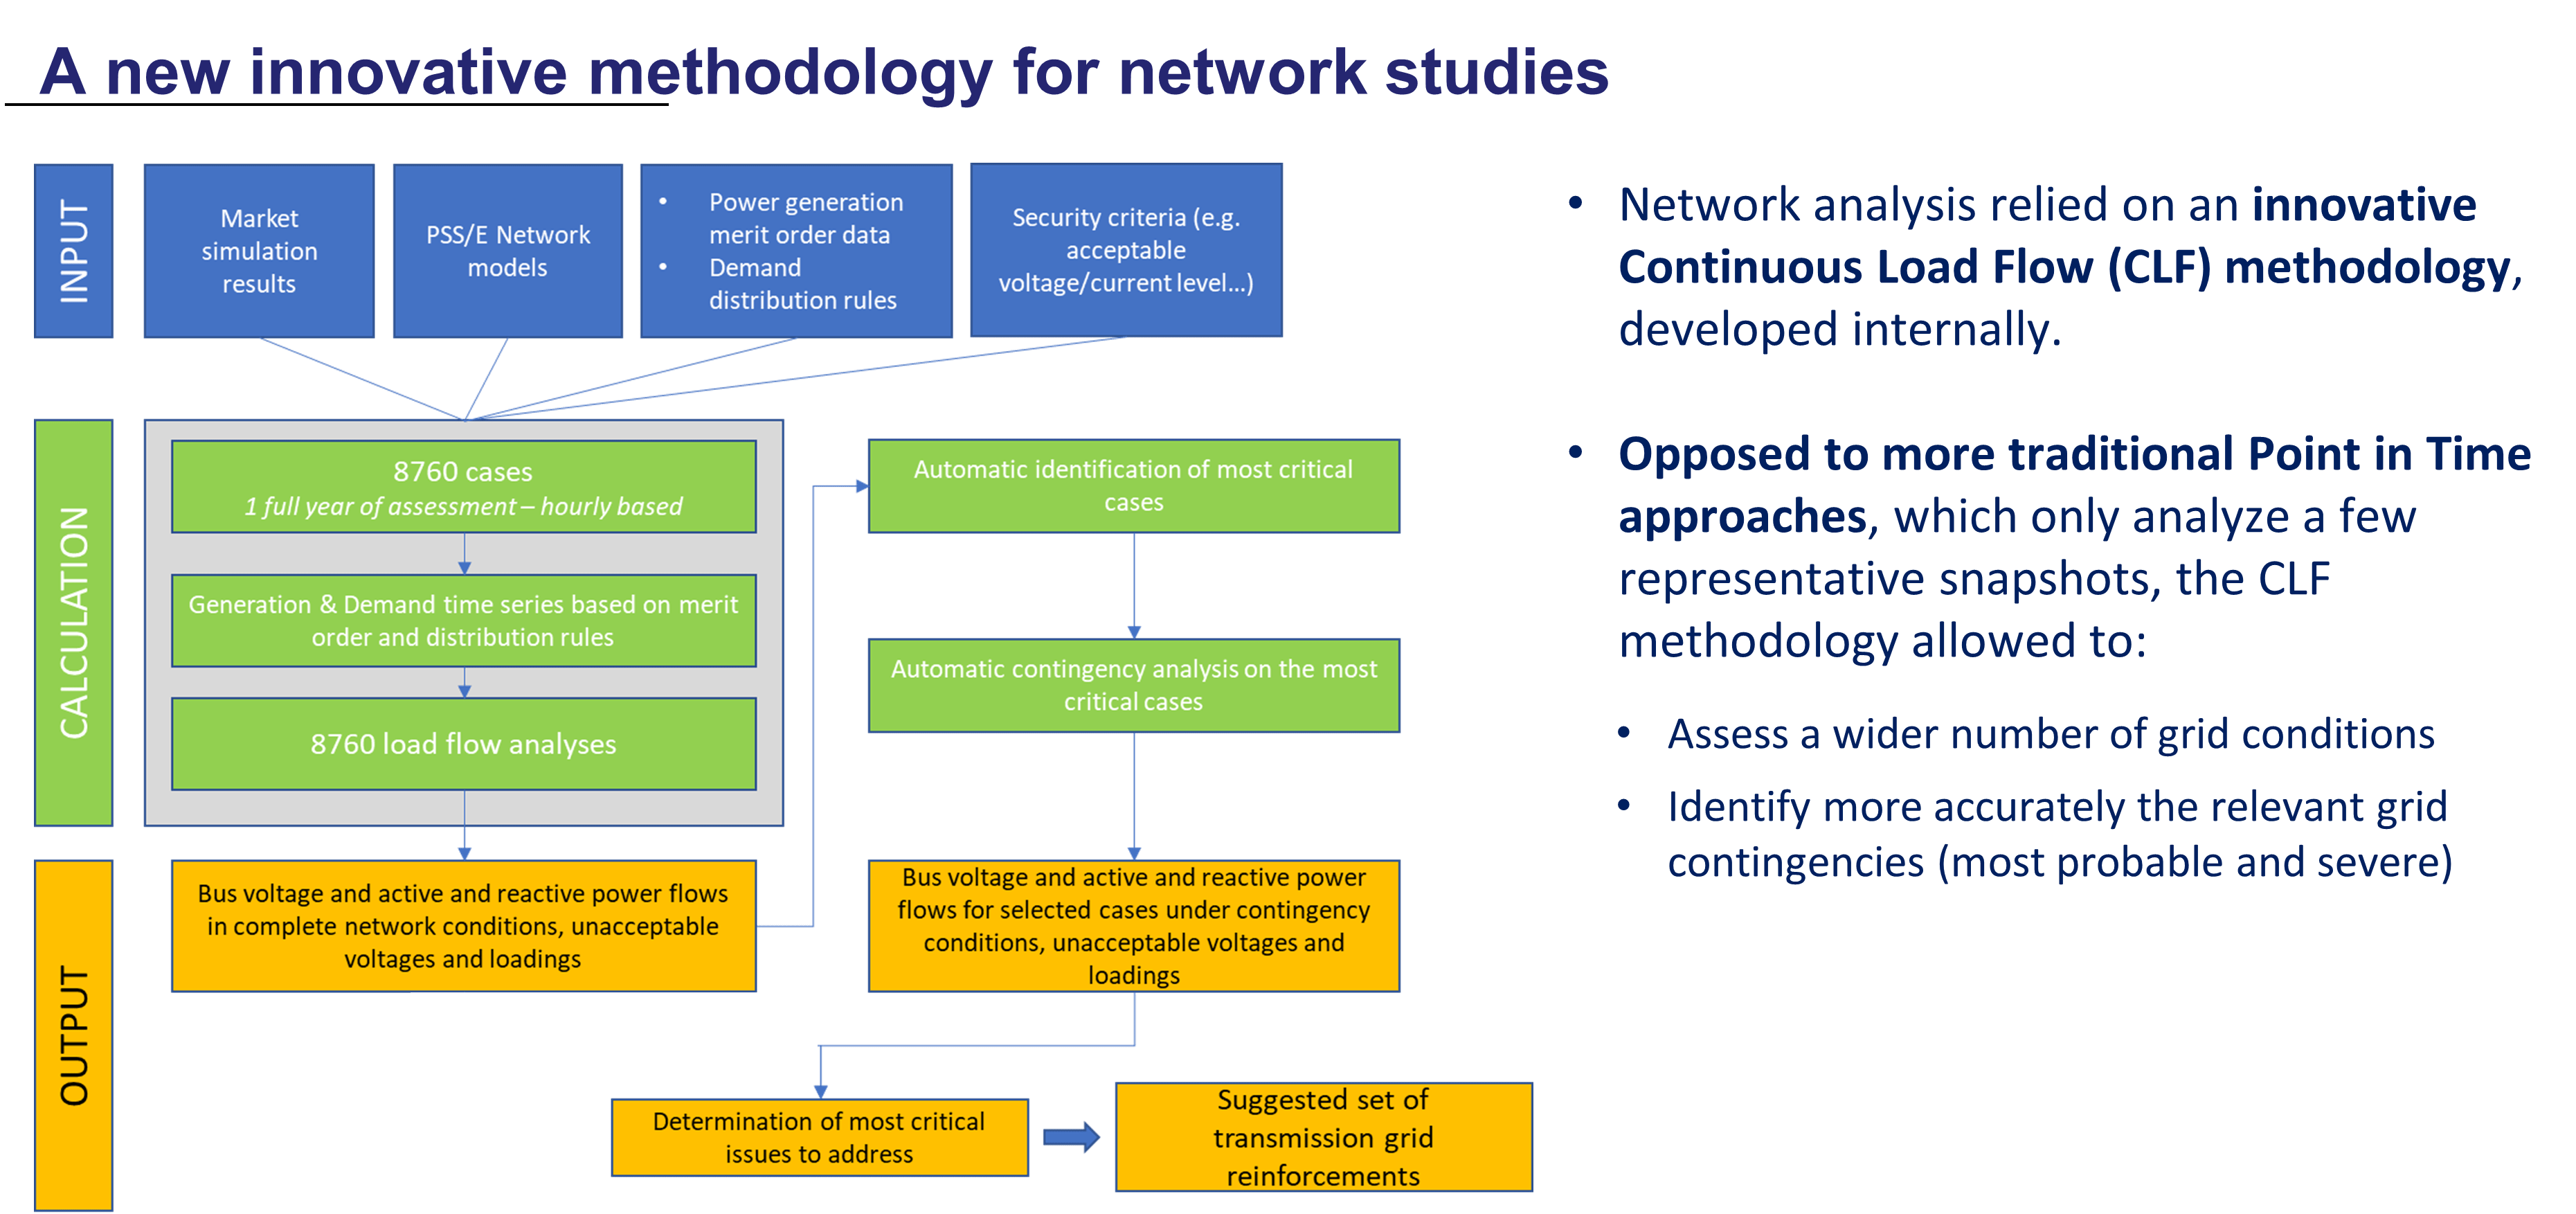 A new innovative methodology for network studies
INPUT
Market
simulation
results
PSS/E Network
models
• Power generation
merit order data
• Demand
distribution rules
Security criteria (e.g.
acceptable
voltage/current level...)
CALCULATION
8760 cases
1 full year of assessment – hourly based
Generation & Demand time series based on merit
order and distribution rules
8760 load flow analyses
Automatic identification of most critical
cases
Automatic contingency analysis on the most
critical cases
OUTPUT
Bus voltage and active and reactive power flows
in complete network conditions, unacceptable
voltages and loadings
Bus voltage and active and reactive power
flows for selected cases under contingency
conditions, unacceptable voltages and
loadings
Determination of most critical
issues to address
Suggested set of
transmission grid
reinforcements
• Network analysis relied on an innovative
Continuous Load Flow (CLF) methodology,
developed internally.
• Opposed to more traditional Point in Time
approaches, which only analyze a few
representative snapshots, the CLF
methodology allowed to:
• Assess a wider number of grid conditions
• Identify more accurately the relevant grid
contingencies (most probable and severe)